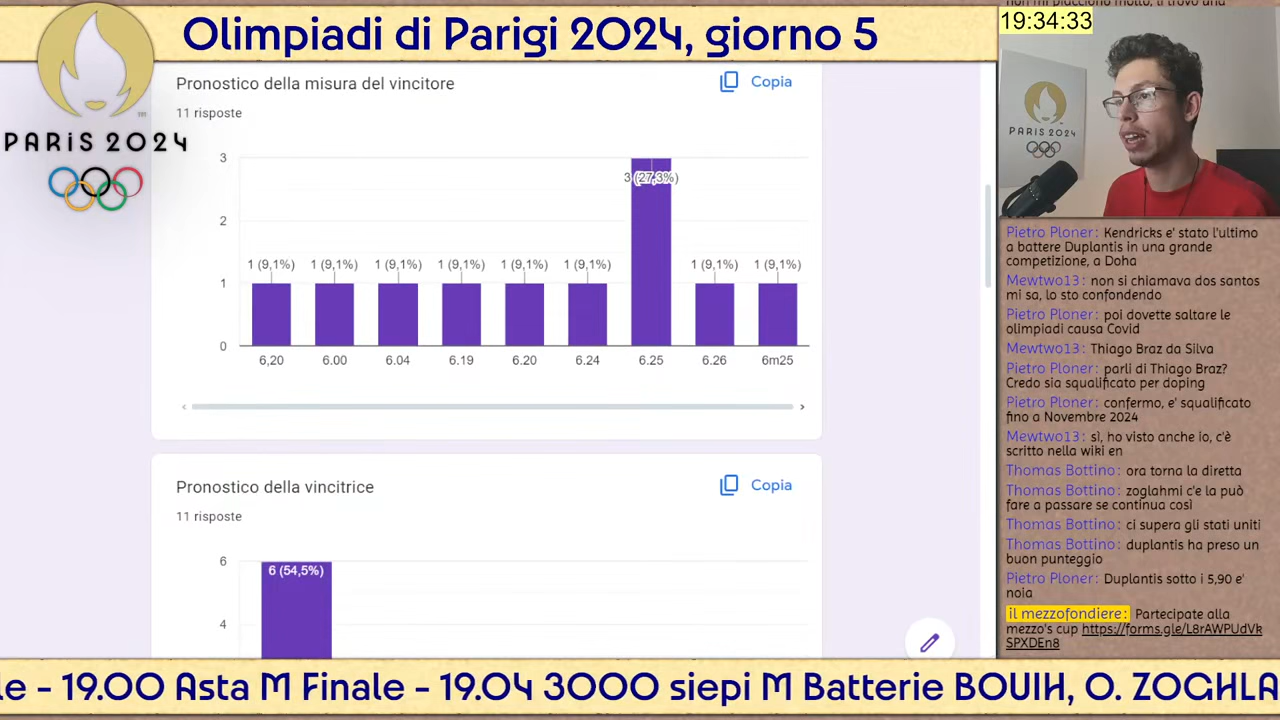 Olimpiadi di Parigi 2024, giorno 5
PARIS 2024
Pronostico della misura del vincitore
Copia
11 risposte
3
2
1
0
1 (9,1%) 1 (9,1%) 1 (9,1%) 1 (9,1%) 1 (9,1%) 1 (9,1%) 3 (27,3%) 1 (9,1%) 1 (9,1%)
6,20 6.00 6.04 6.19 6.20 6.24 6.25 6.26 6m25
Pronostico della vincitrice
Copia
11 risposte
6
4
6 (54,5%)
19:34:33
PARIS 2024
Pietro Ploner: Kendricks e' stato l'ultimo
a battere Duplantis in una grande
competizione, a Doha
Mewtwo13: non si chiamava dos santos
mi sa, lo sto confondendo
Pietro Ploner: poi dovette saltare le
olimpiadi causa Covid
Mewtwo13: Thiago Braz da Silva
Pietro Ploner: parli di Thiago Braz?
Credo sia squalificato per doping
Pietro Ploner: confermo, e' squalificato
fino a Novembre 2024
Mewtwo13: sì, ho visto anche io, c'è
scritto nella wiki en
Thomas Bottino: ora torna la diretta
Thomas Bottino: zoglahmi c'e la può
fare a passare se continua così
Thomas Bottino: ci supera gli stati uniti
Thomas Bottino: duplantis ha preso un
buon punteggio
Pietro Ploner: Duplantis sotto i 5,90 e'
noia
il mezzofondiere: Partecipate alla
mezzo's cup https://forms.gle/L8rAWPUdVk
SPXDEn8
le - 19.00 Asta M Finale - 19.04 3000 siepi M Batterie BOUIH, O. ZOGHLA